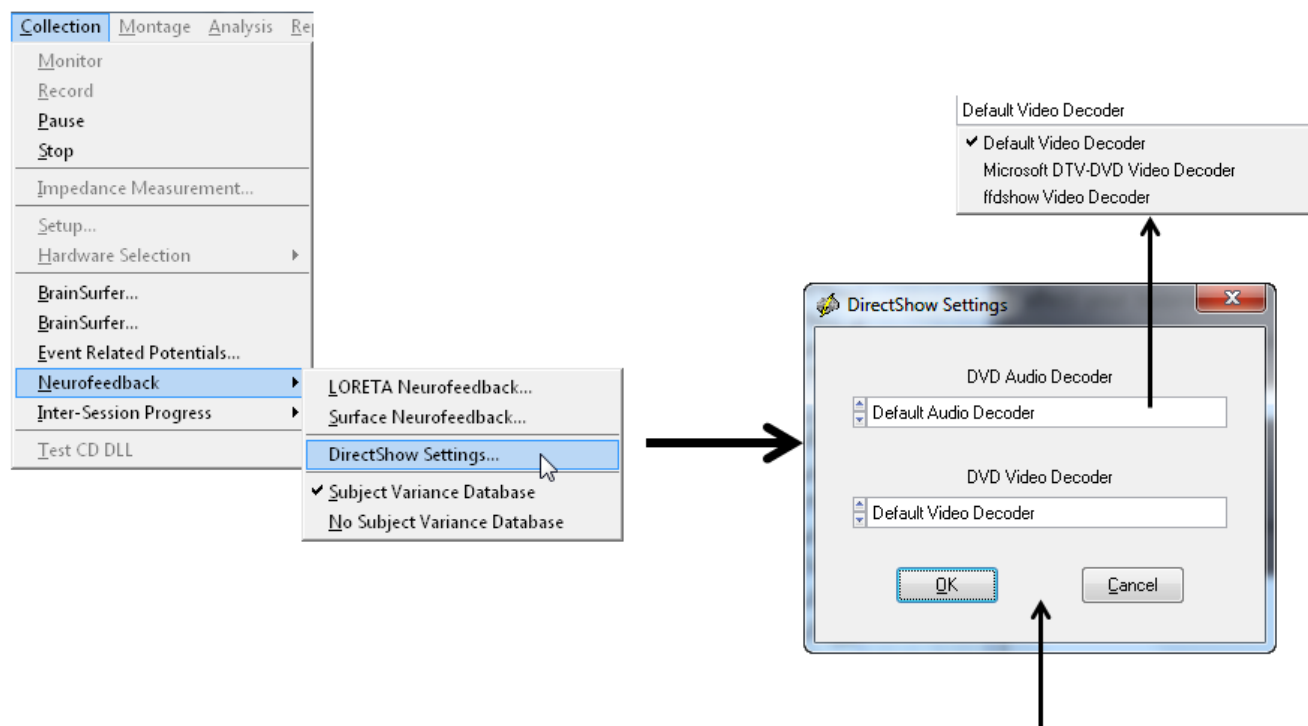 Collection Montage Analysis
Monitor
Record
Pause
Stop
Impedance Measurement...
Setup...
Hardware Selection
BrainSurfer...
BrainSurfer...
Event Related Potentials...
Neurofeedback
Inter-Session Progress
Test CD DLL
LORETA Neurofeedback...
Surface Neurofeedback...
DirectShow Settings...
Subject Variance Database
No Subject Variance Database
Default Video Decoder
Default Video Decoder
Microsoft DTV-DVD Video Decoder
ffdshow Video Decoder
DirectShow Settings
DVD Audio Decoder
Default Audio Decoder
DVD Video Decoder
Default Video Decoder
OK Cancel